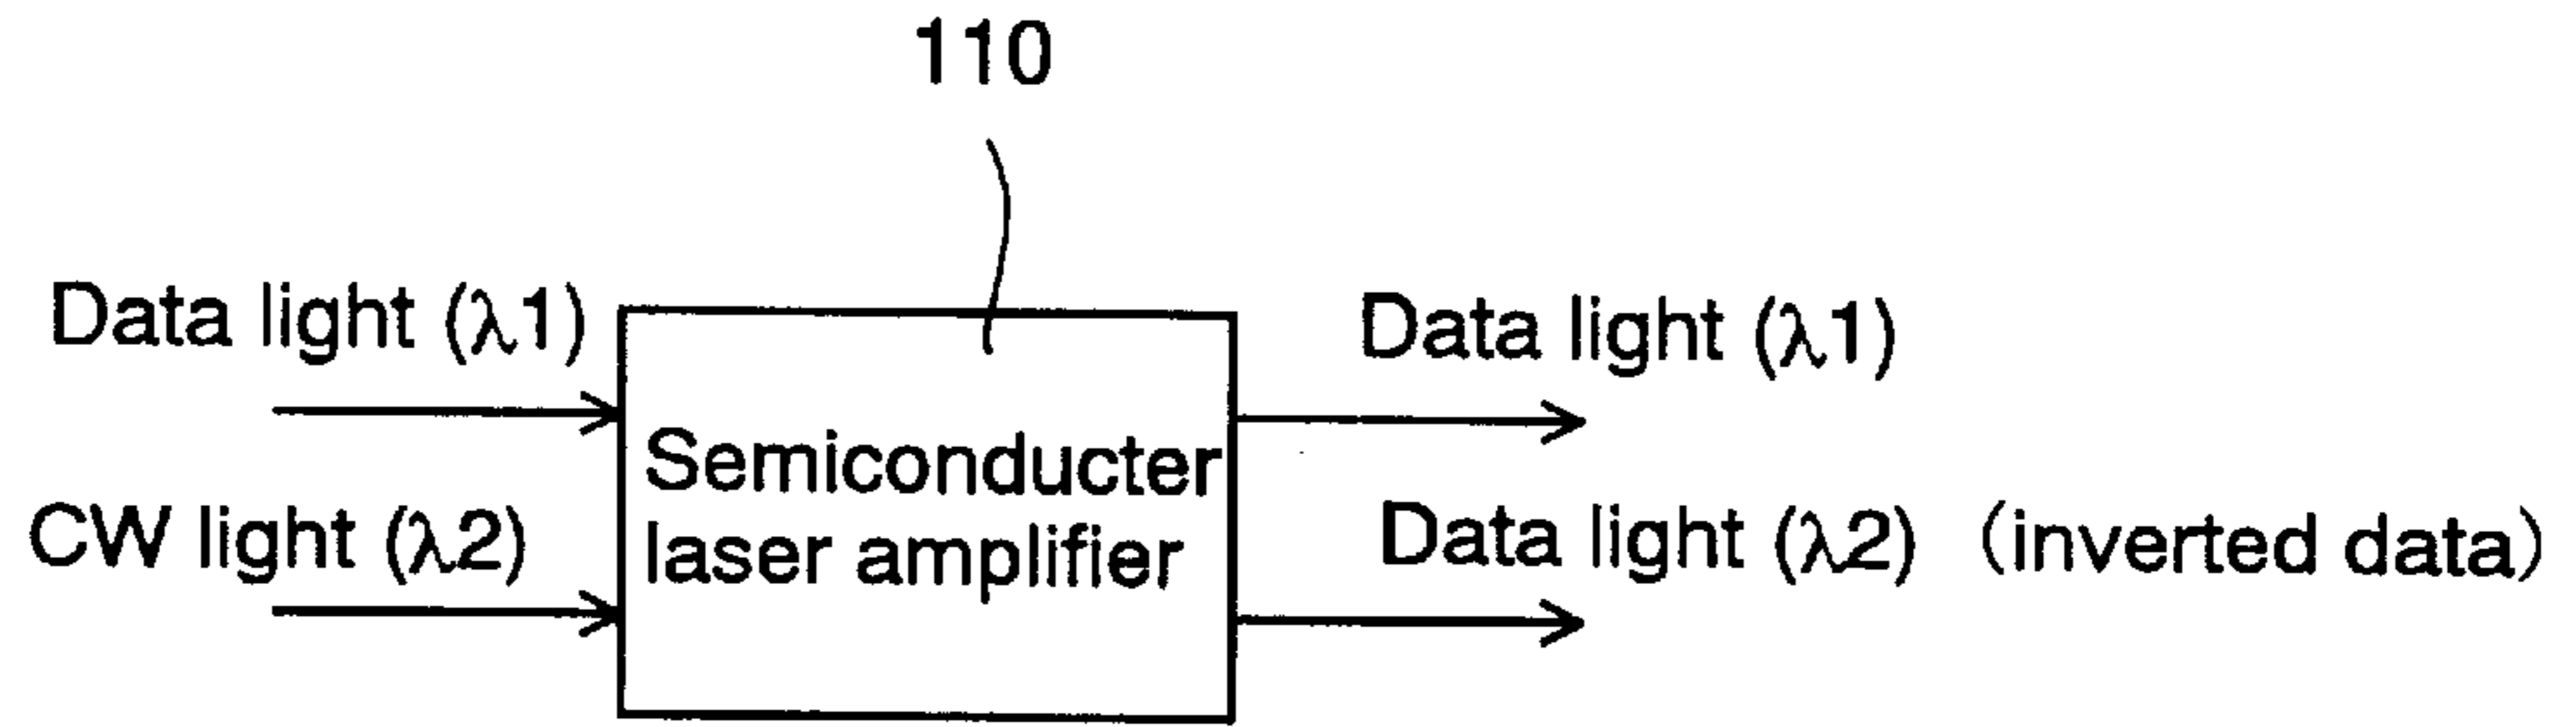 110
Data light (λ1)
Data light (λ1)
Semiconducter
laser amplifier
CW light (λ2)
Data light (λ2) (inverted data)